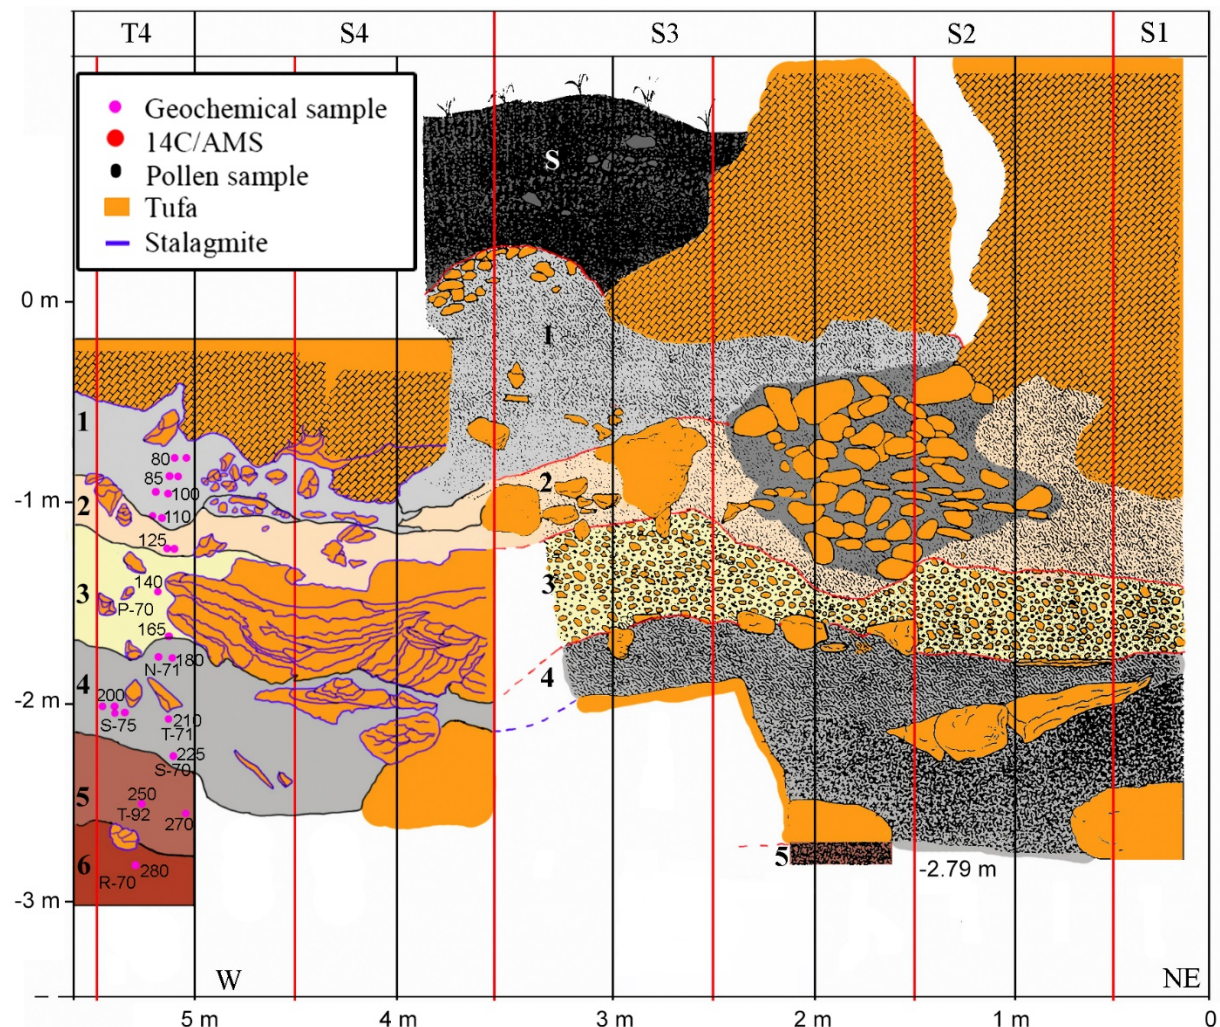 T4 S4 S3 S2 S1
Geochemical sample
14C/AMS
Pollen sample
Tufa
Stalagmite
S
0 m
1
1
80
85
2
100
-1 m
2
110
125
3
140
3
P-70
165
N-71 180
4
4
200
-2 m
S-75
210
T-71
225
S-70
5
250
T-92
270
5
6
280
-2.79 m
R-70
-3 m
W NE
5 m 4 m 3 m 2 m 1 m 0